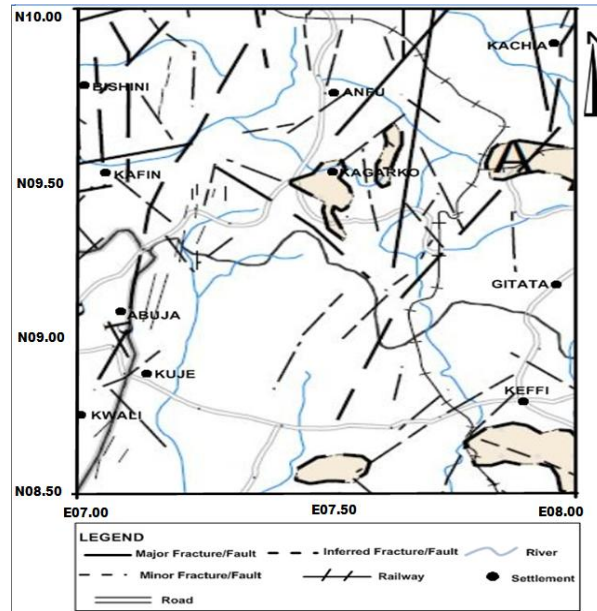 N10.00
N
KACHIA
BISHINI
ANFU
N09.50
KAFIN
KAGARKO
GITATA
N09.00
ABUJA
KUJE
KEFFI
KWALI
N08.50
E07.00 E07.50 E08.00
LEGEND
Major Fracture/Fault Inferred Fracture/Fault River
Minor Fracture/Fault Railway Settlement
Road